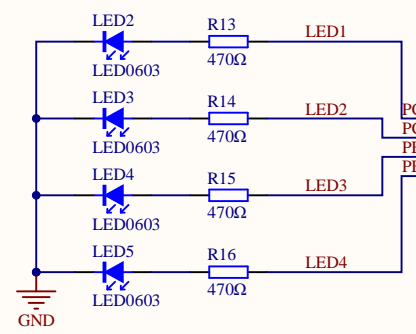 LED2
R13
LED1
LED0603
470Ω
LED3
R14
LED2
LED0603
470Ω
LED4
R15
LED3
LED0603
470Ω
LED5
R16
LED4
LED0603
470Ω
GND